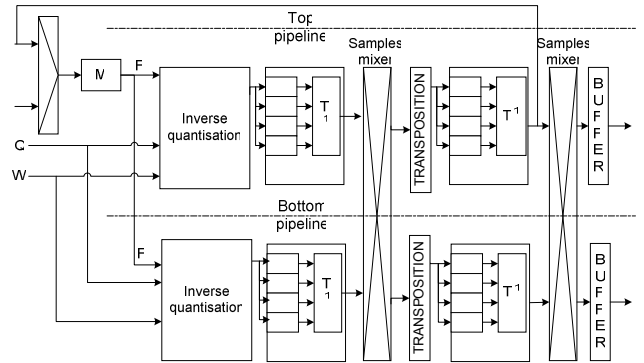 Top
pipeline
Samples
mixer
Samples
mixer
M
F
Inverse
quantisation
T
-1
TRANSPOSITION
T
-1
BUFFER
Q
W
Bottom
pipeline
F
Inverse
quantisation
T
-1
TRANSPOSITION
T
-1
BUFFER